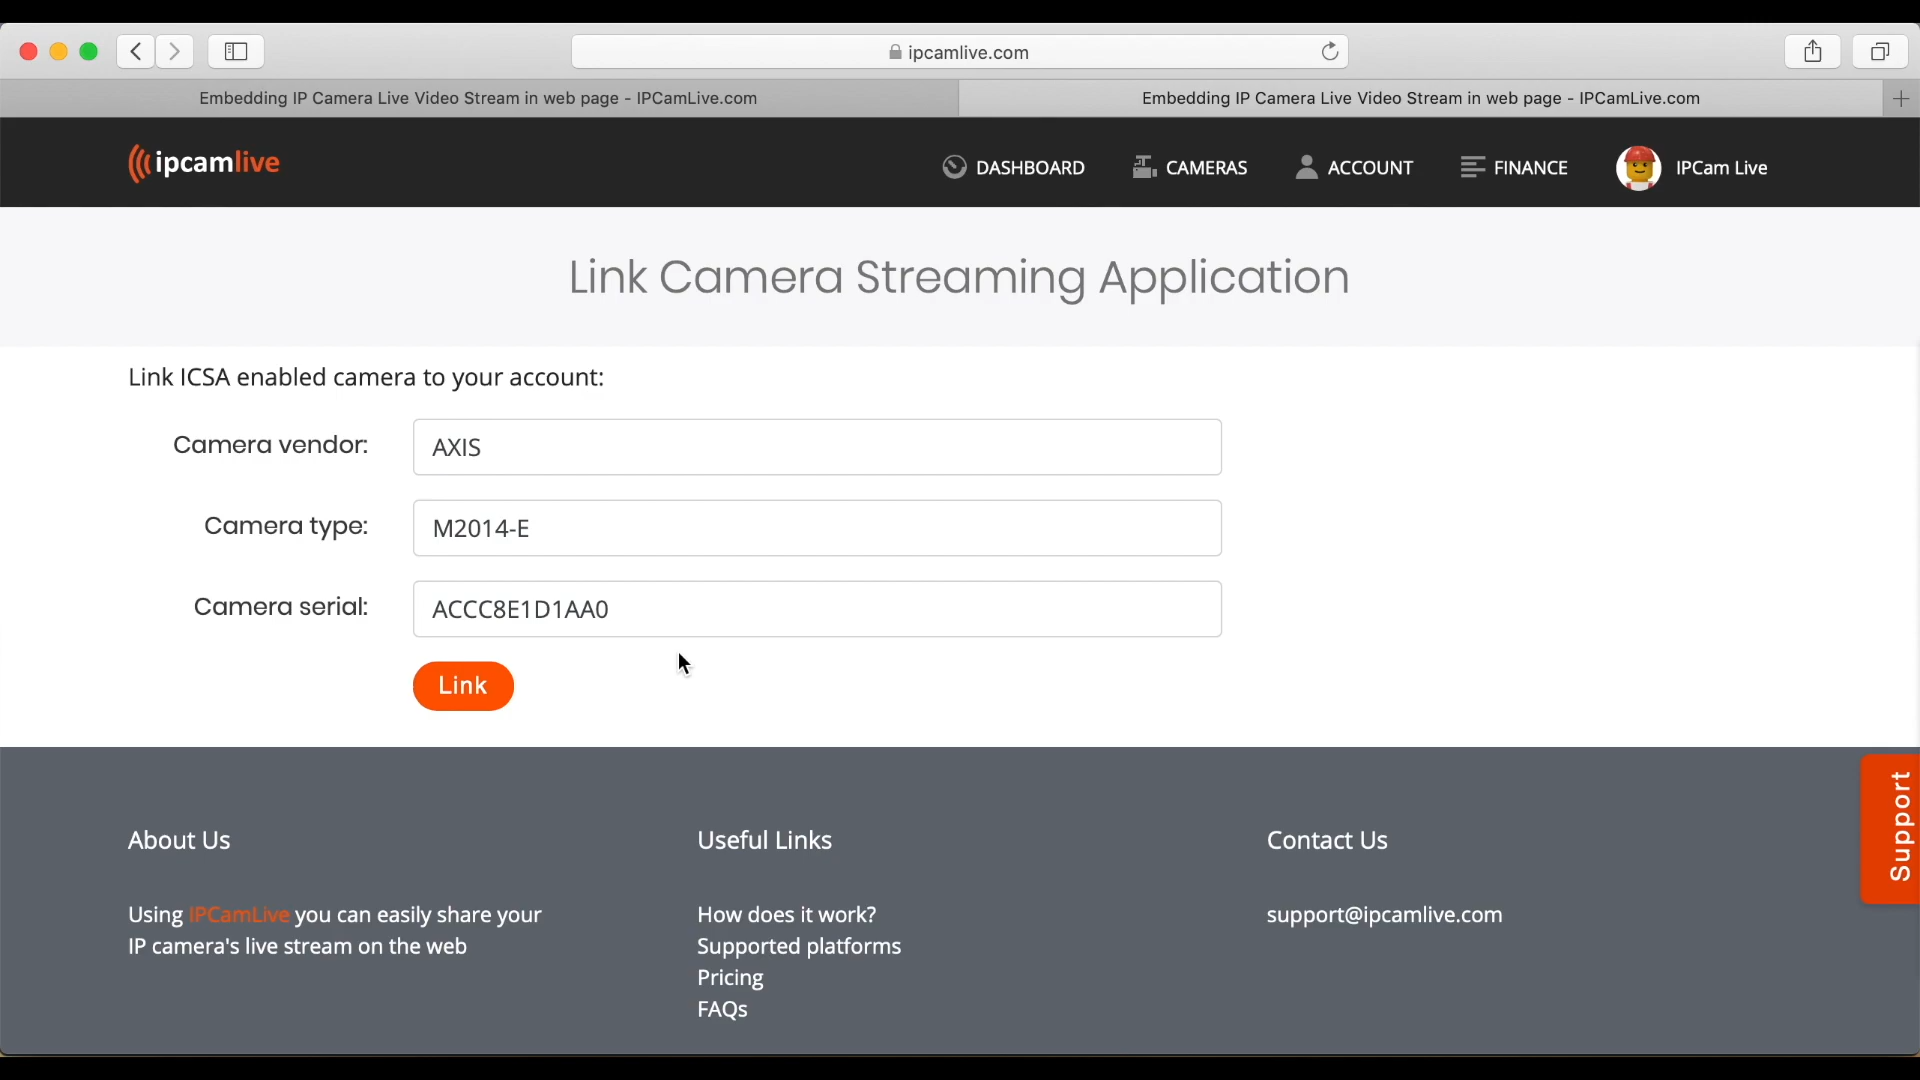 ipcamlive.com
Embedding IP Camera Live Video Stream in web page - IPCamLive.com
Embedding IP Camera Live Video Stream in web page - IPCamLive.com
ipcamlive
DASHBOARD
CAMERAS
ACCOUNT
FINANCE
IPCam Live
Link Camera Streaming Application
Link ICSA enabled camera to your account:
Camera vendor:
AXIS
Camera type:
M2014-E
Camera serial:
ACCC8E1D1AA0
Link
Support
About Us
Using IPCamLive you can easily share your
IP camera's live stream on the web
Useful Links
How does it work?
Supported platforms
Pricing
FAQs
Contact Us
support@ipcamlive.com